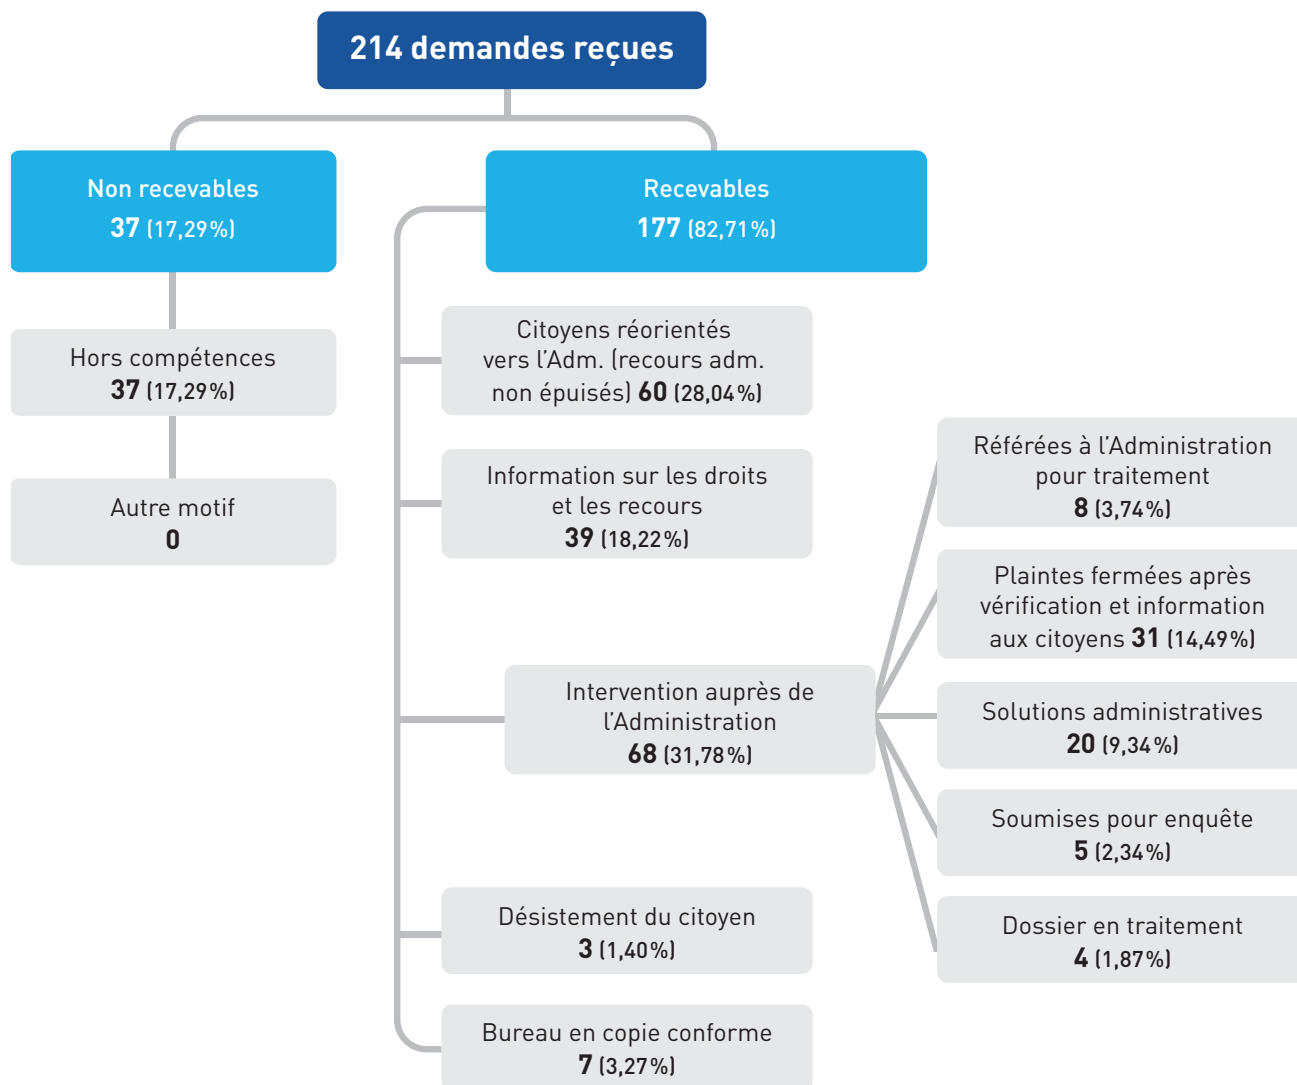 214 demandes reçues
Non recevables
37 (17,29%)
Recevables
177 (82,71%)
Hors compétences
37 (17,29%)
Autre motif
0
Citoyens réorientés
vers l'Adm. (recours adm.
non épuisés) 60 (28,04%)
Information sur les droits
et les recours
39 (18,22%)
Intervention auprès de
l'Administration
68 (31,78%)
Désistement du citoyen
3 (1,40%)
Bureau en copie conforme
7 (3,27%)
Référées à l'Administration
pour traitement
8 (3,74%)
Plaintes fermées après
vérification et information
aux citoyens 31 (14,49%)
Solutions administratives
20 (9,34%)
Soumises pour enquête
5 (2,34%)
Dossier en traitement
4 (1,87%)